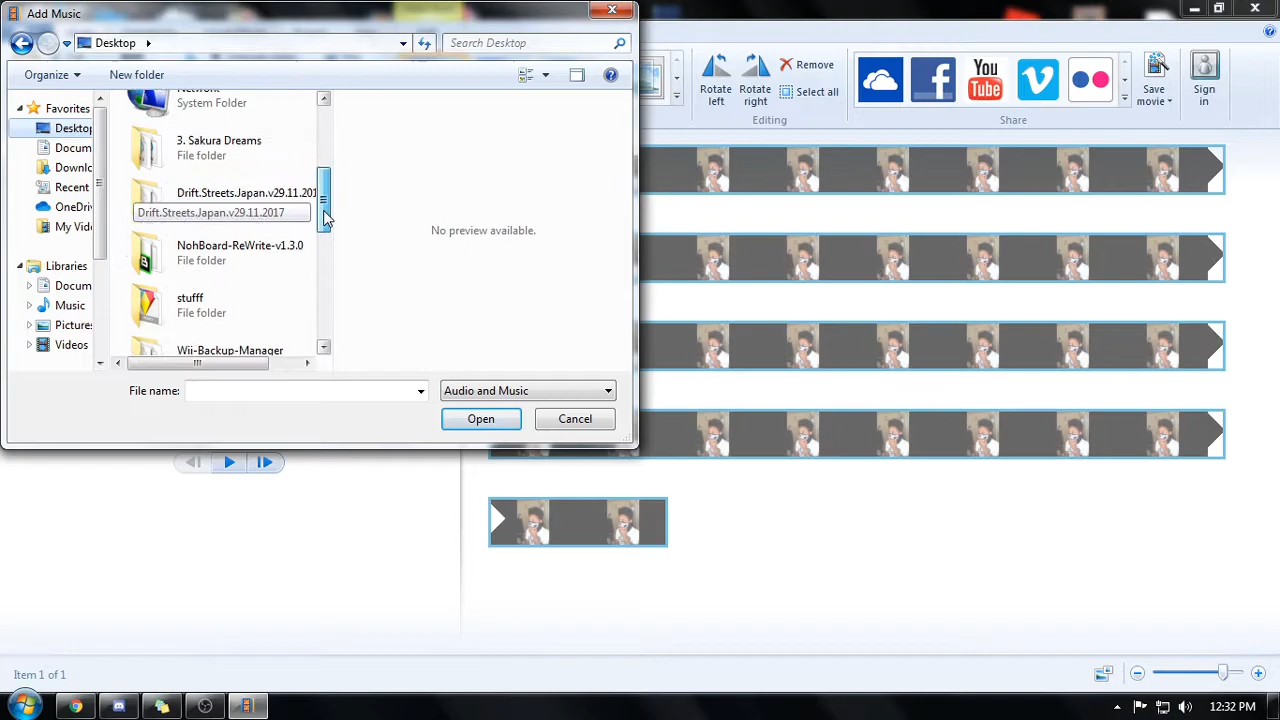 Add Music
Desktop
Search Desktop
Organize
New folder
Favorites
Desktop
Docum
Downlo
Recent
OneDriv
My Vid
Libraries
Docum
Music
Pictures
Videos
Network
System Folder
3. Sakura Dreams
File folder
Drift.Streets.Japan.v29.11.201
Drift.Streets.Japan.v29.11.2017
NohBoard-ReWrite-v1.3.0
File folder
stufff
File folder
Wii-Backup-Manager
No preview available.
File name:
Audio and Music
Open
Cancel
Rotate left
Rotate right
Remove
Select all
Editing
You Tube
Share
Save movie
Sign in
Item 1 of 1
12:32 PM